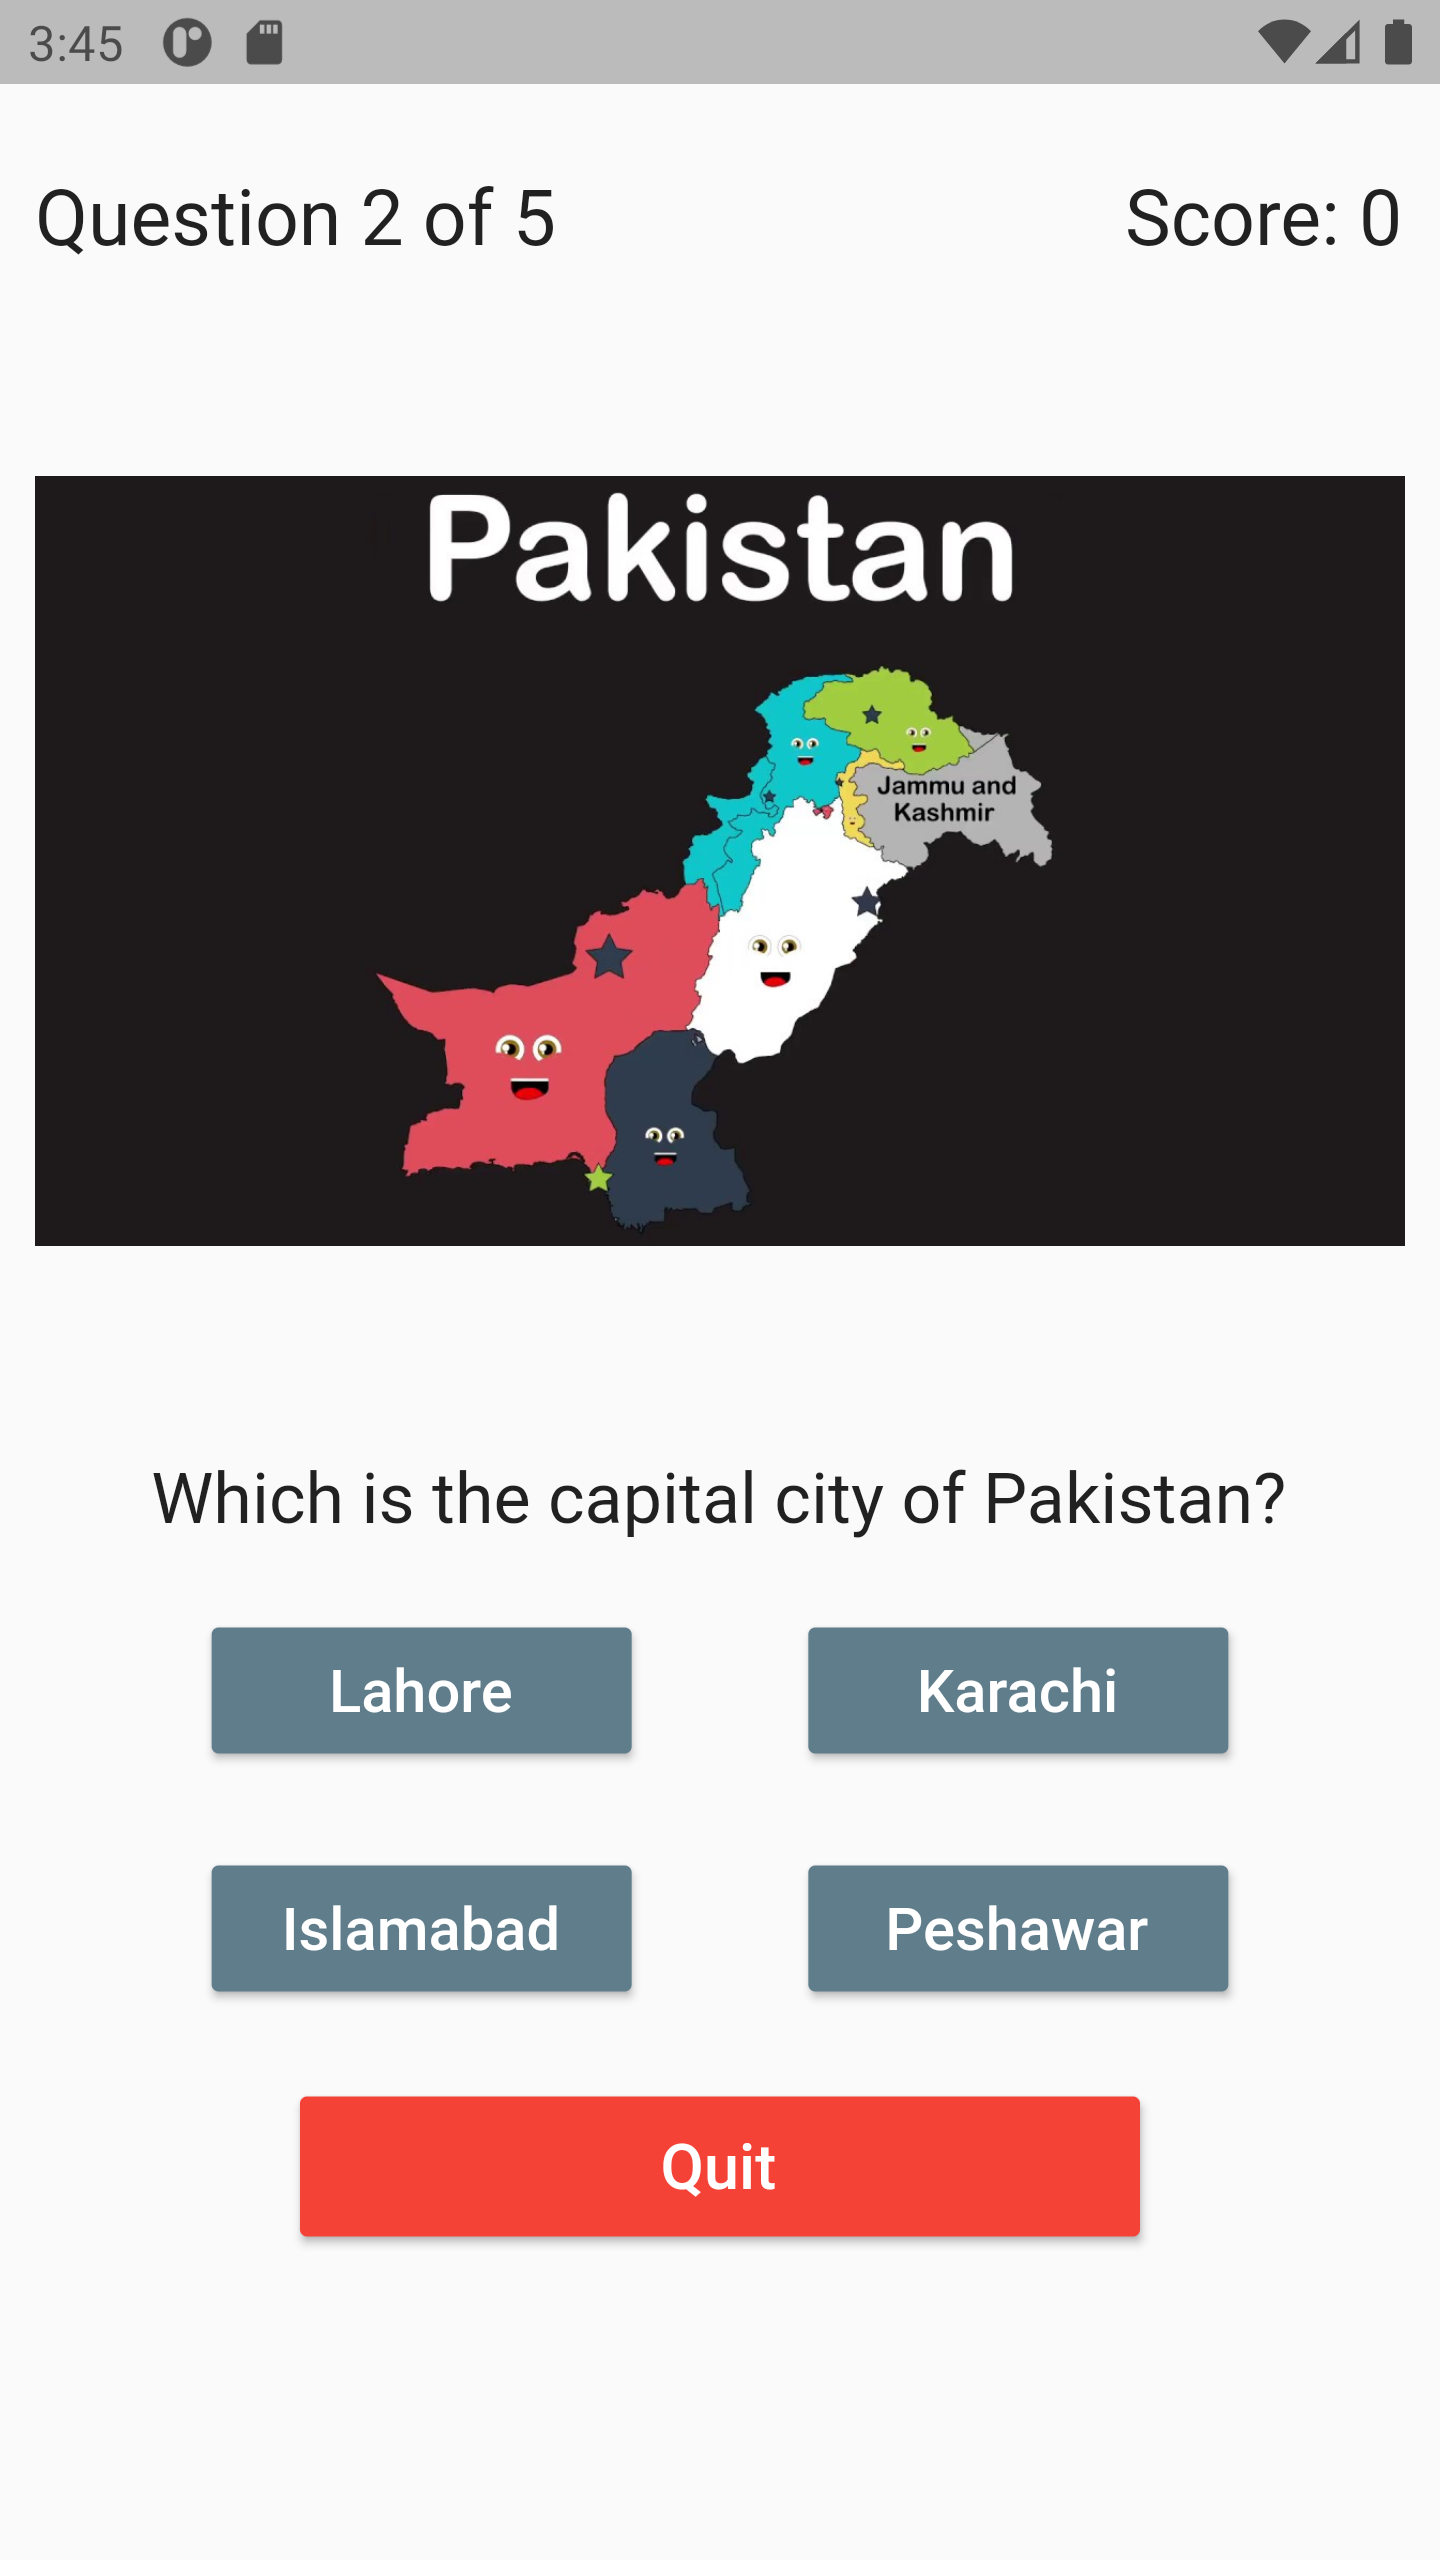 3:45
Question 2 of 5
Score: 0
Pakistan
Jammu and
Kashmir
Which is the capital city of Pakistan?
Lahore
Karachi
Islamabad
Peshawar
Quit